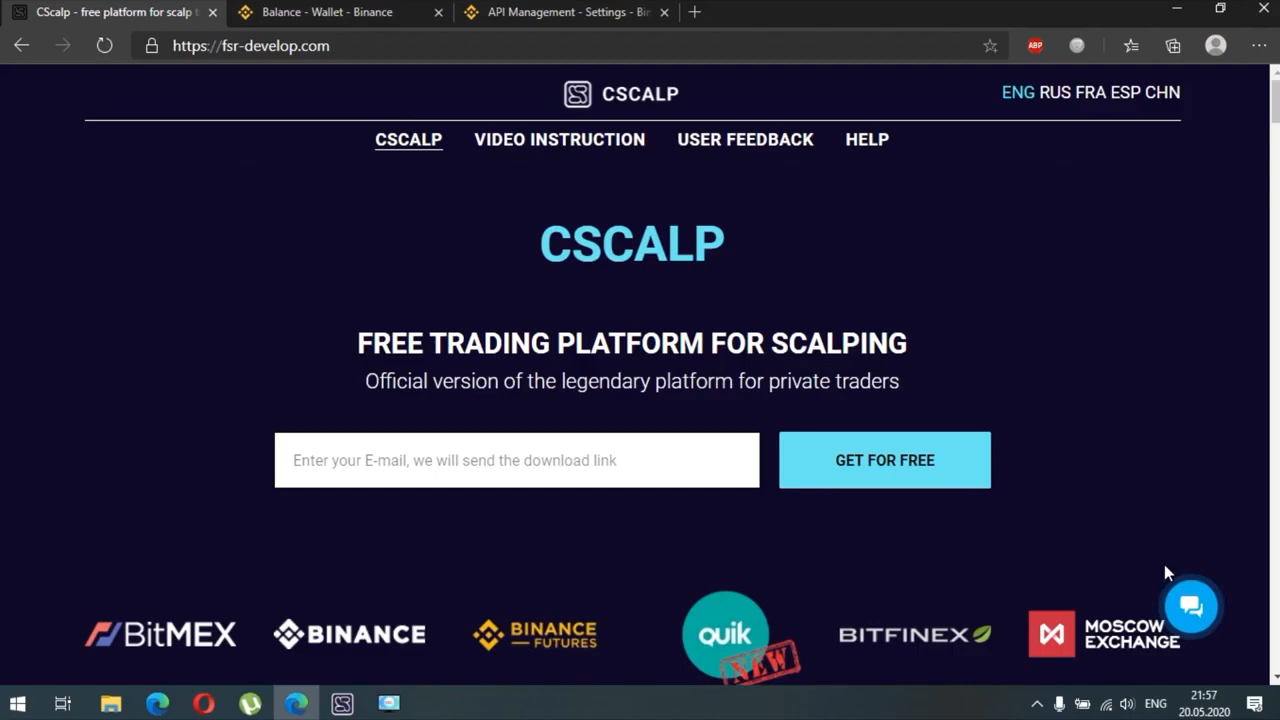 CScalp - free platform for scalp t
Balance - Wallet - Binance
API Management - Settings - Bin
https://fsr-develop.com
ABP
CSCALP
ENG RUS FRA ESP CHN
CSCALP VIDEO INSTRUCTION USER FEEDBACK HELP
CSCALP
FREE TRADING PLATFORM FOR SCALPING
Official version of the legendary platform for private traders
Enter your E-mail, we will send the download link
GET FOR FREE
BitMEX
BINANCE
BINANCE
FUTURES
quik
NEW
BITFINEX
MOSCOW
EXCHANGE
ENG
21:57
20.05.2020